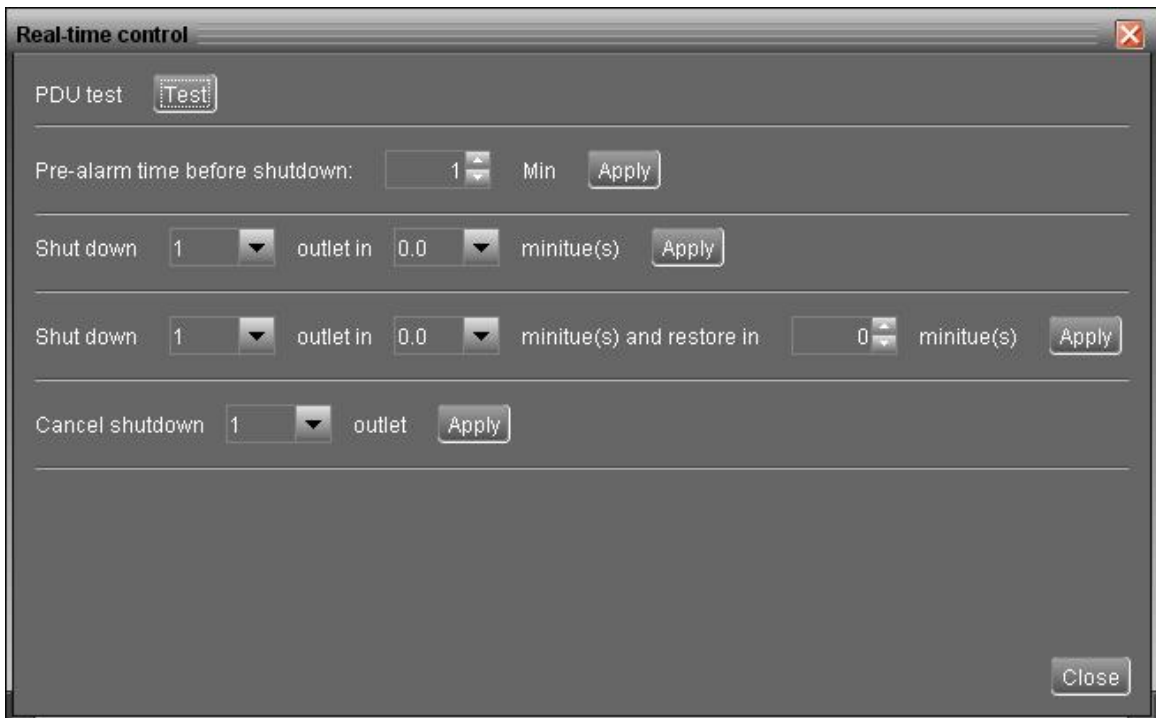 Real-time control
PDU test Test
Pre-alarm time before shutdown: 1 Min Apply
Shut down 1 outlet in 0.0 minitue(s) Apply
Shut down 1 outlet in 0.0 minitue(s) and restore in 0 minitue(s) Apply
Cancel shutdown 1 outlet Apply
Close